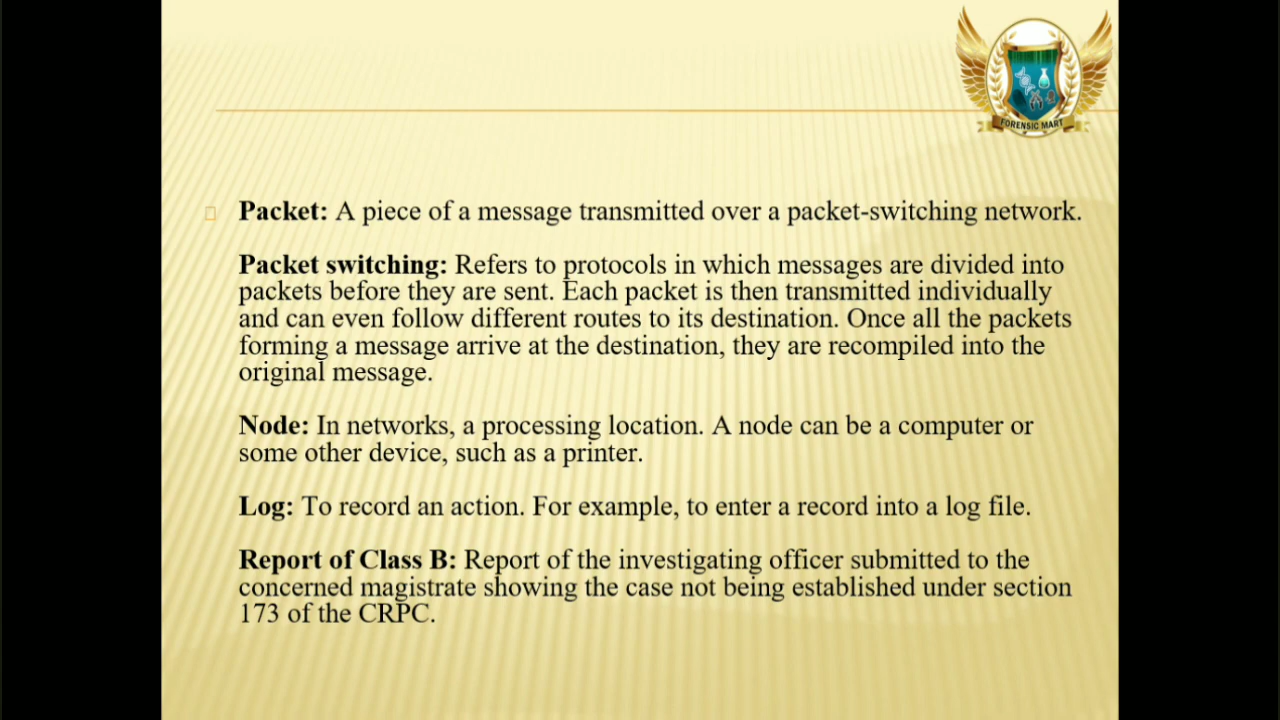 FORENSIC MART
Packet: A piece of a message transmitted over a packet-switching network.
Packet switching: Refers to protocols in which messages are divided into
packets before they are sent. Each packet is then transmitted individually
and can even follow different routes to its destination. Once all the packets
forming a message arrive at the destination, they are recompiled into the
original message.
Node: In networks, a processing location. A node can be a computer or
some other device, such as a printer.
Log: To record an action. For example, to enter a record into a log file.
Report of Class B: Report of the investigating officer submitted to the
concerned magistrate showing the case not being established under section
173 of the CRPC.